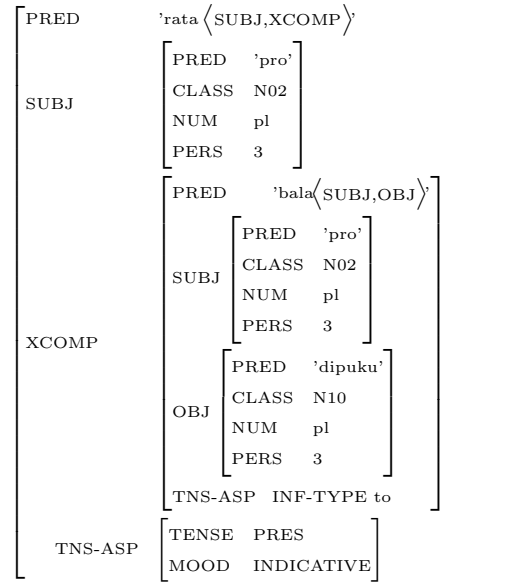 PRED 'rata ⟨SUBJ,XCOMP⟩'
SUBJ
PRED 'pro'
CLASS N02
NUM pl
PERS 3
XCOMP
PRED 'bala⟨SUBJ,OBJ⟩'
SUBJ
PRED 'pro'
CLASS N02
NUM pl
PERS 3
OBJ
PRED 'dipuku'
CLASS N10
NUM pl
PERS 3
TNS-ASP INF-TYPE to
TNS-ASP
TENSE PRES
MOOD INDICATIVE